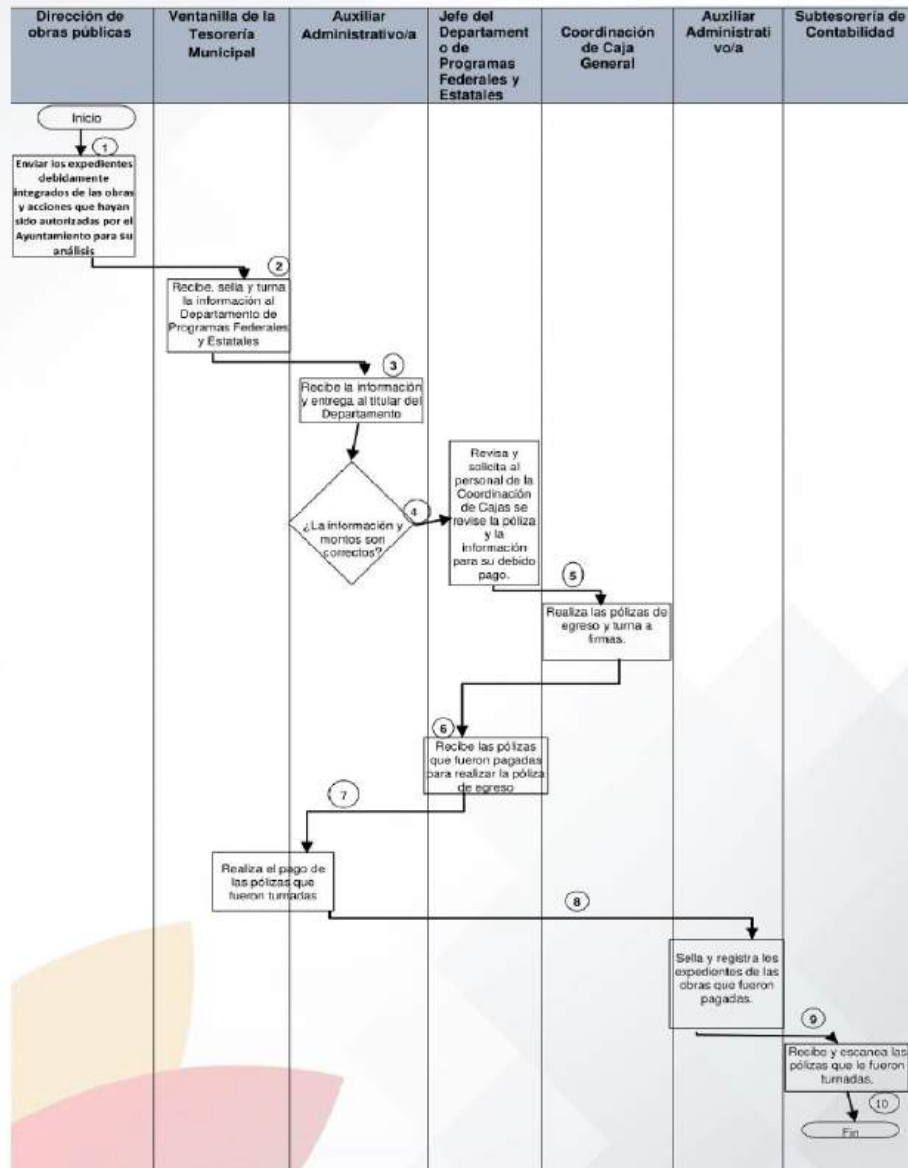 Dirección de
obras públicas
Ventanilla de la
Tesorería
Municipal
Auxiliar
Administrativo/a
Jefe del
Departament
o de
Programas
Federales y
Estatales
Coordinación
de Caja
General
Auxiliar
Administrati
vo/a
Subtesorería de
Contabilidad
Inicio
1
Enviar los expedientes
debidamente
integrados de las obras
y acciones que hayan
sido autorizadas por el
Ayuntamiento para su
análisis
2
Recibe, sella y turna
la información al
Departamento de
Programas Federales
y Estatales
3
Recibe la información
y entrega al titular del
Departamento
¿La información y
montos son
correctos?
4
Revisa y
solicita al
personal de la
Coordinación
de Cajas se
revise la póliza
y la
información
para su debido
pago.
5
Realiza las pólizas de
egreso y turna a
firmas.
6
Recibe las pólizas
que fueron pagadas
para realizar la póliza
de egreso
7
Realiza el pago de
las pólizas que
fueron turnadas
8
Sella y registra los
expedientes de las
obras que fueron
pagadas.
9
Recibe y escanea las
pólizas que le fueron
turnadas.
10
Fin